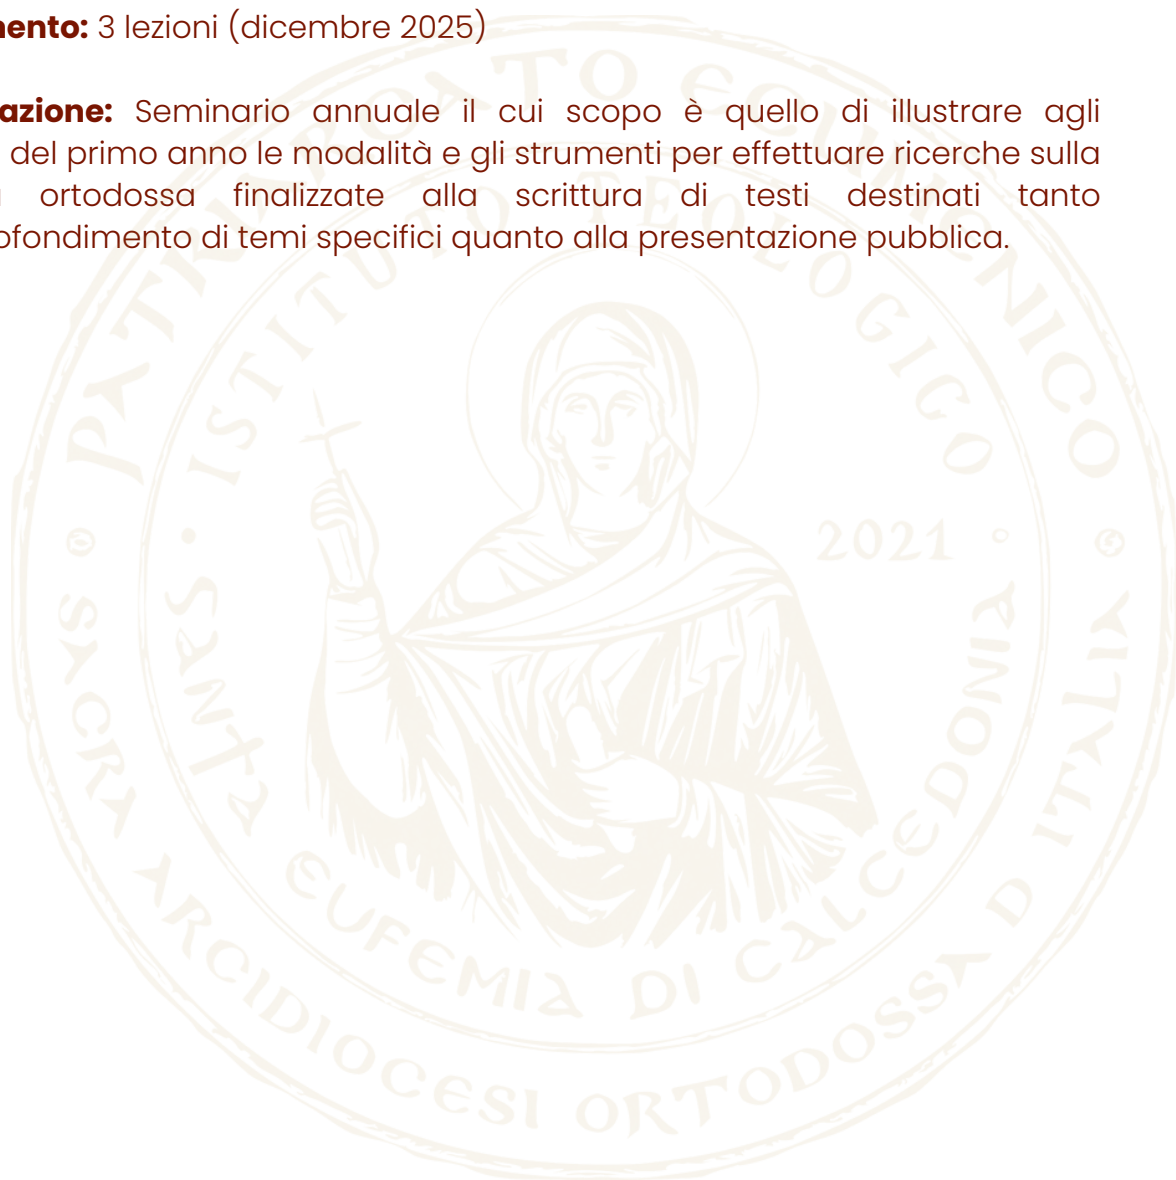 mento: 3 lezioni (dicembre 2025)
azione: Seminario annuale il cui scopo è quello di illustrare agli
del primo anno le modalità e gli strumenti per effettuare ricerche sulla
ortodossa finalizzate alla scrittura di testi destinati tanto
ofondimento di temi specifici quanto alla presentazione pubblica.
PATRIARCATO ECUMENICO
ISTITUTO TEOLOGICO
2021
SANTA EUFEMIA DI CALCEDONIA
SACRA ARCIDIOCESI ORTODOSSA D ITALIA